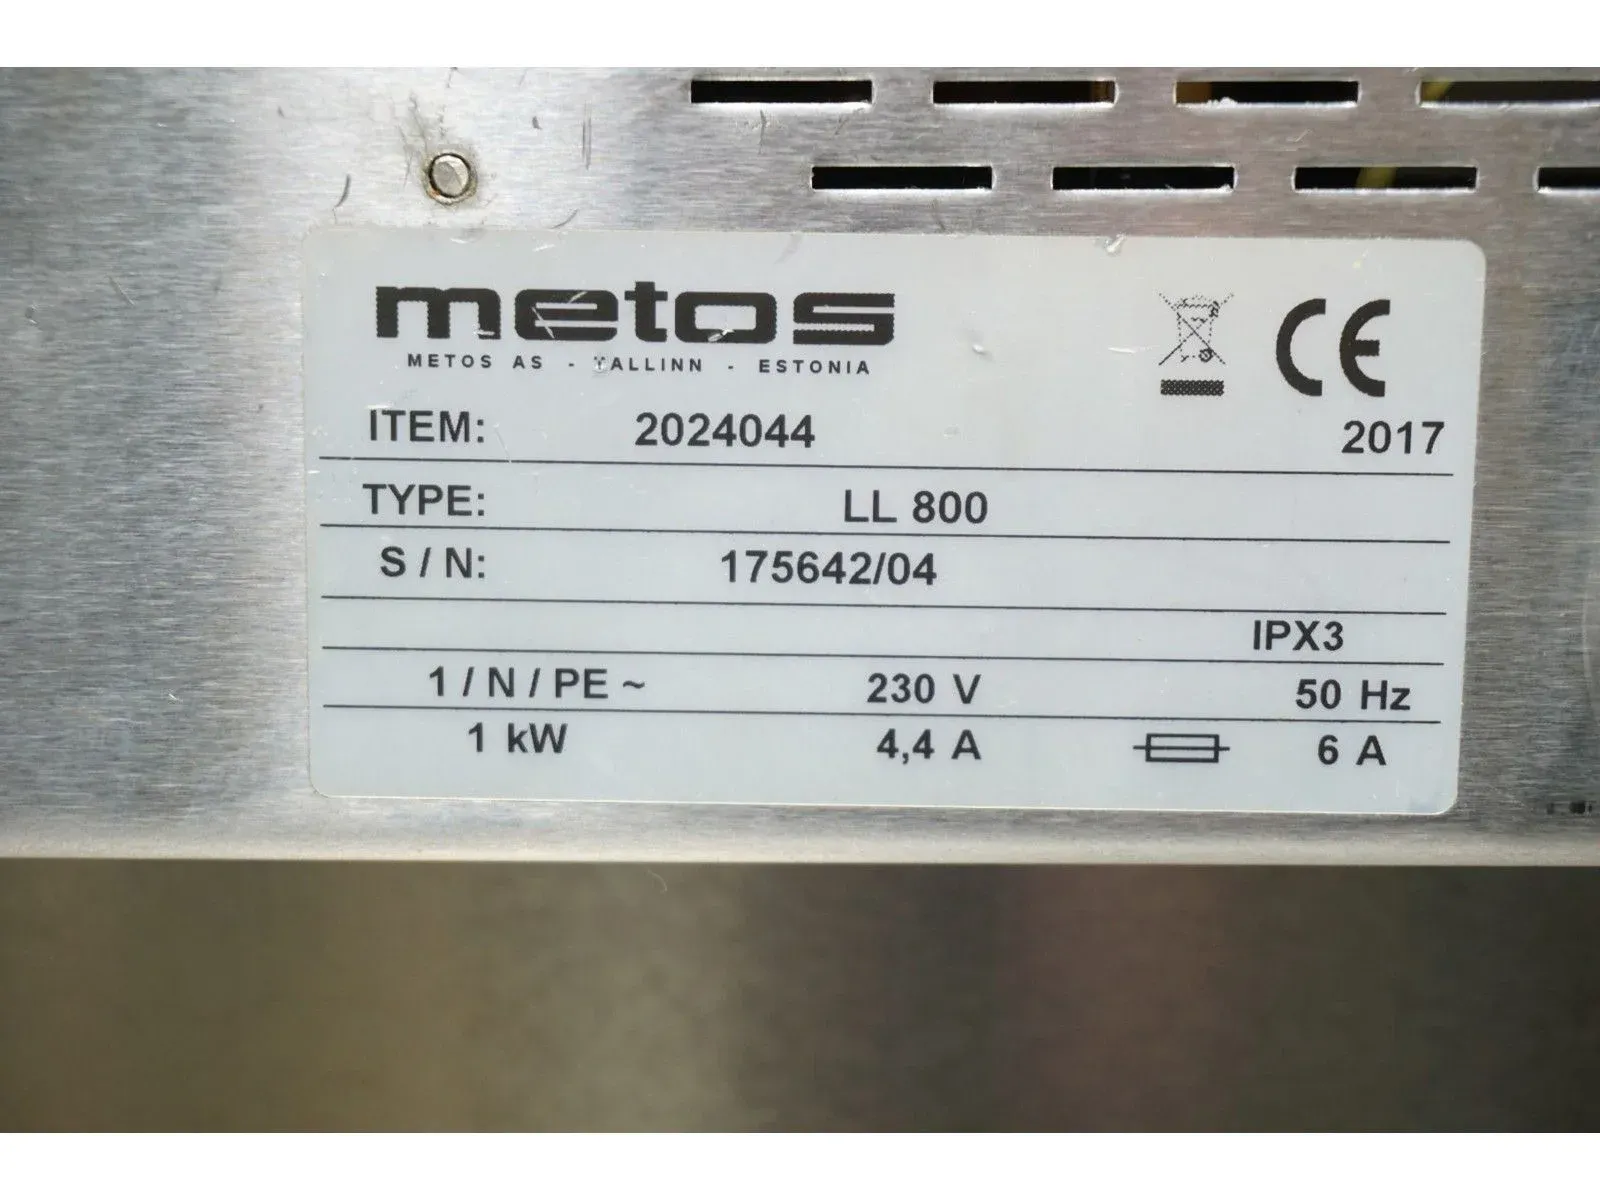 metos
METOS AS - TALLINN - ESTONIA
CE
ITEM: 2024044 2017
TYPE: LL 800
S / N: 175642/04
IPX3
1 / N / PE ~ 230 V 50 Hz
1 kW 4,4 A 6 A